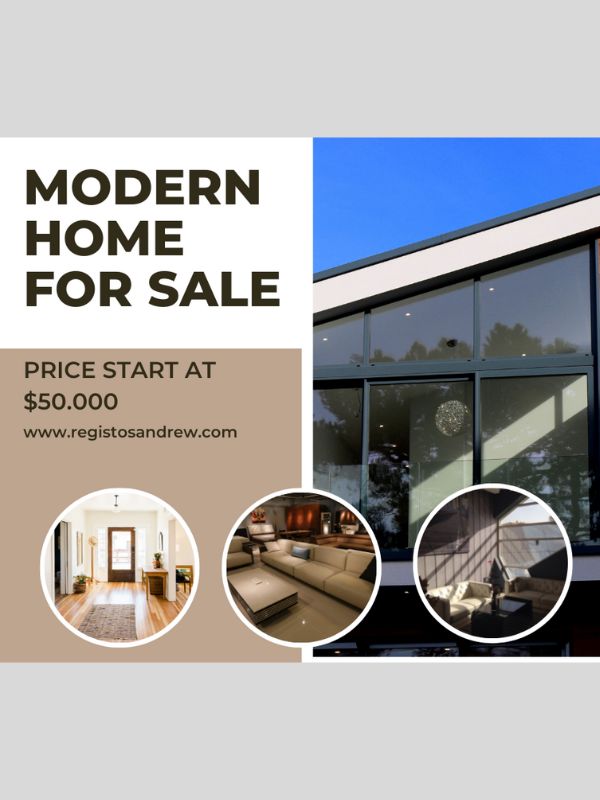 MODERN
HOME
FOR SALE
PRICE START AT
$50.000
www.registosandrew.com